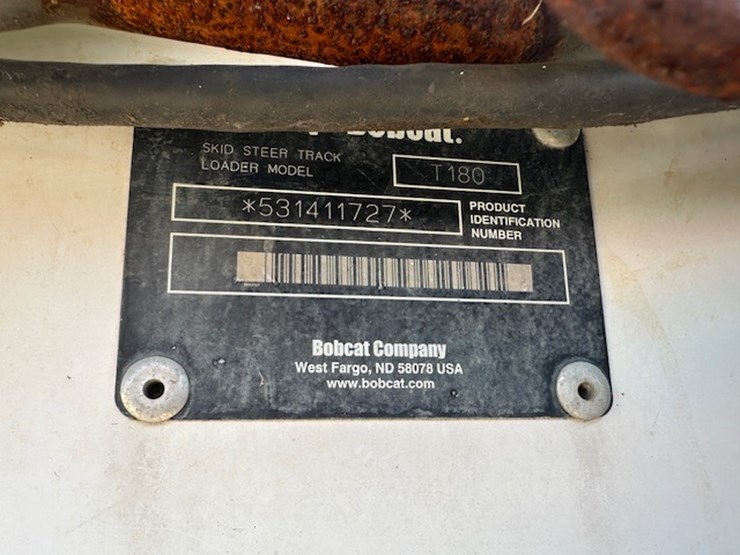 Bobcat.
SKID STEER TRACK
LOADER MODEL
T180
*531411727*
PRODUCT
IDENTIFICATION
NUMBER
Bobcat Company
West Fargo, ND 58078 USA
www.bobcat.com